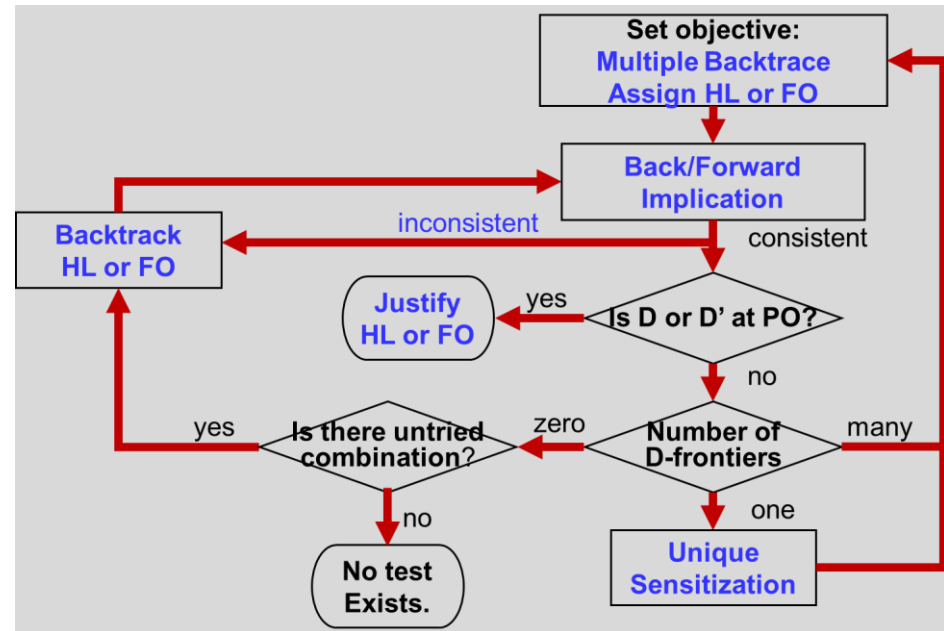 Set objective:
Multiple Backtrace
Assign HL or FO
Back/Forward
Implication
inconsistent
consistent
Backtrack
HL or FO
Justify
HL or FO
yes
Is D or D’ at PO?
no
yes
Is there untried
combination?
zero
Number of
D-frontiers
many
no
one
No test
Exists.
Unique
Sensitization